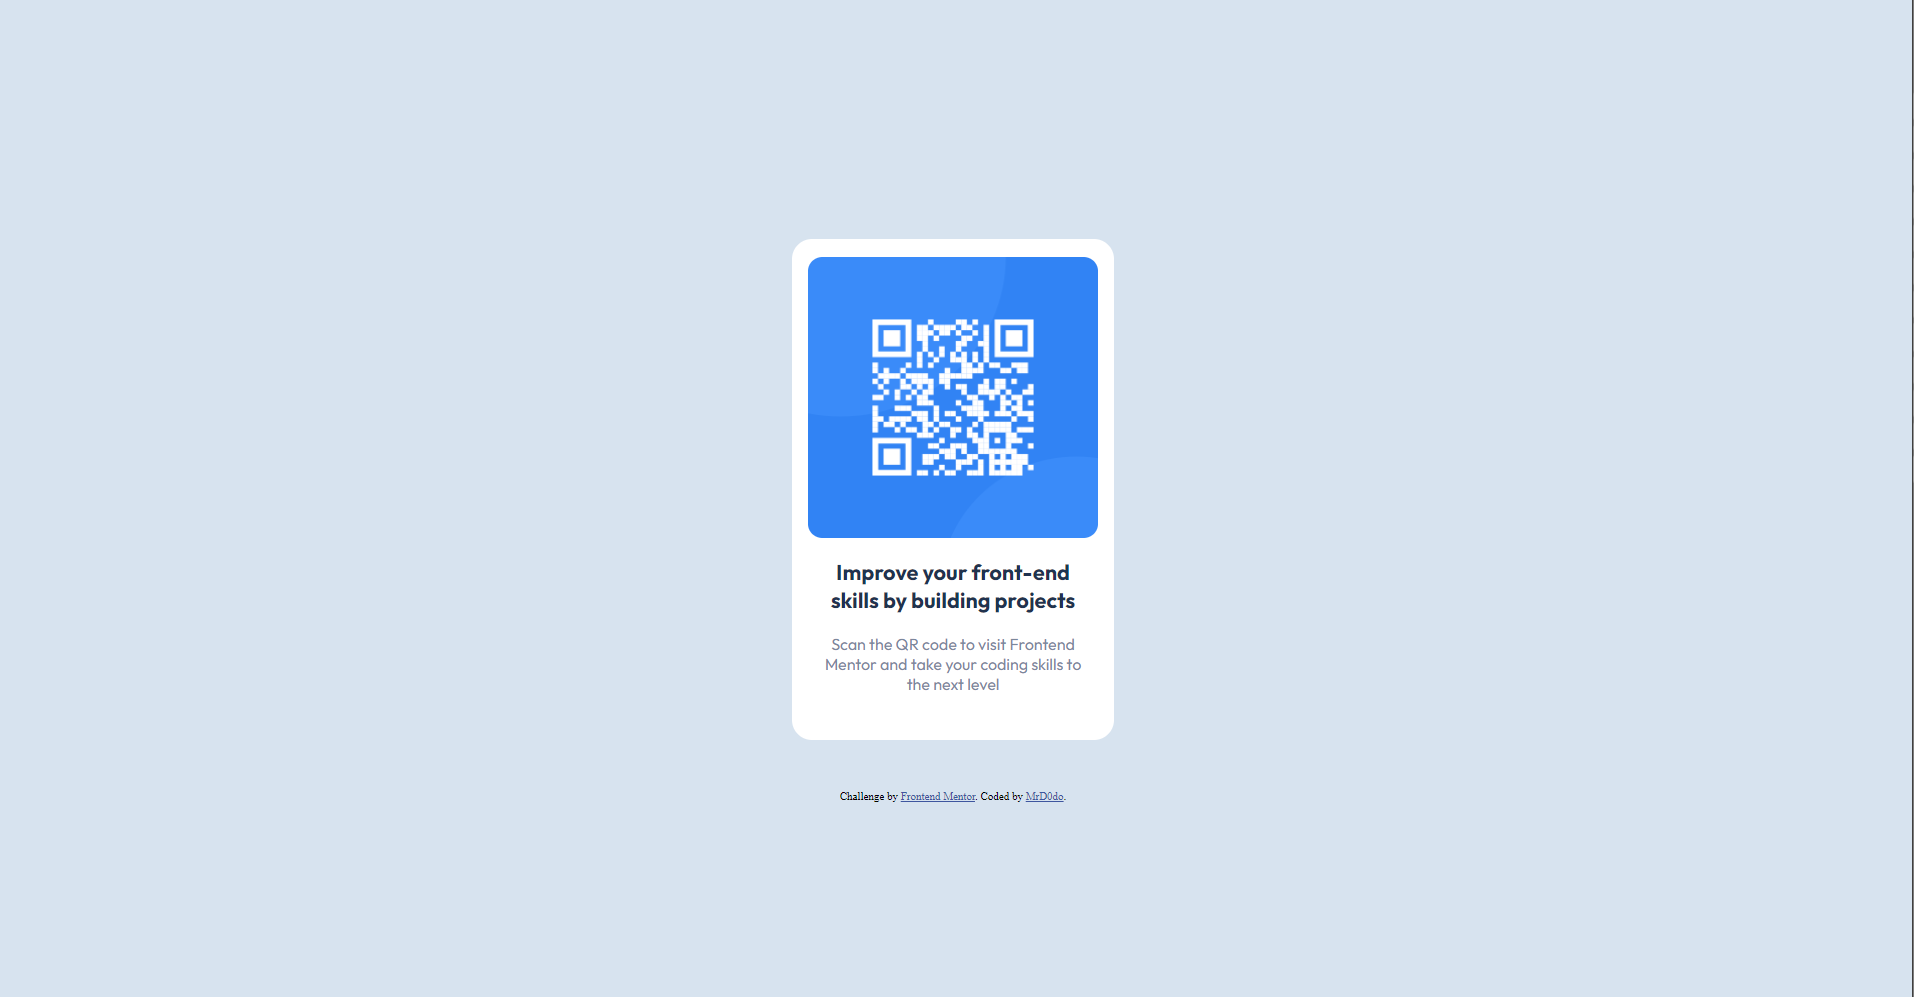 Improve your front-end
skills by building projects
Scan the QR code to visit Frontend
Mentor and take your coding skills to
the next level
Challenge by Frontend Mentor. Coded by MrD0do.